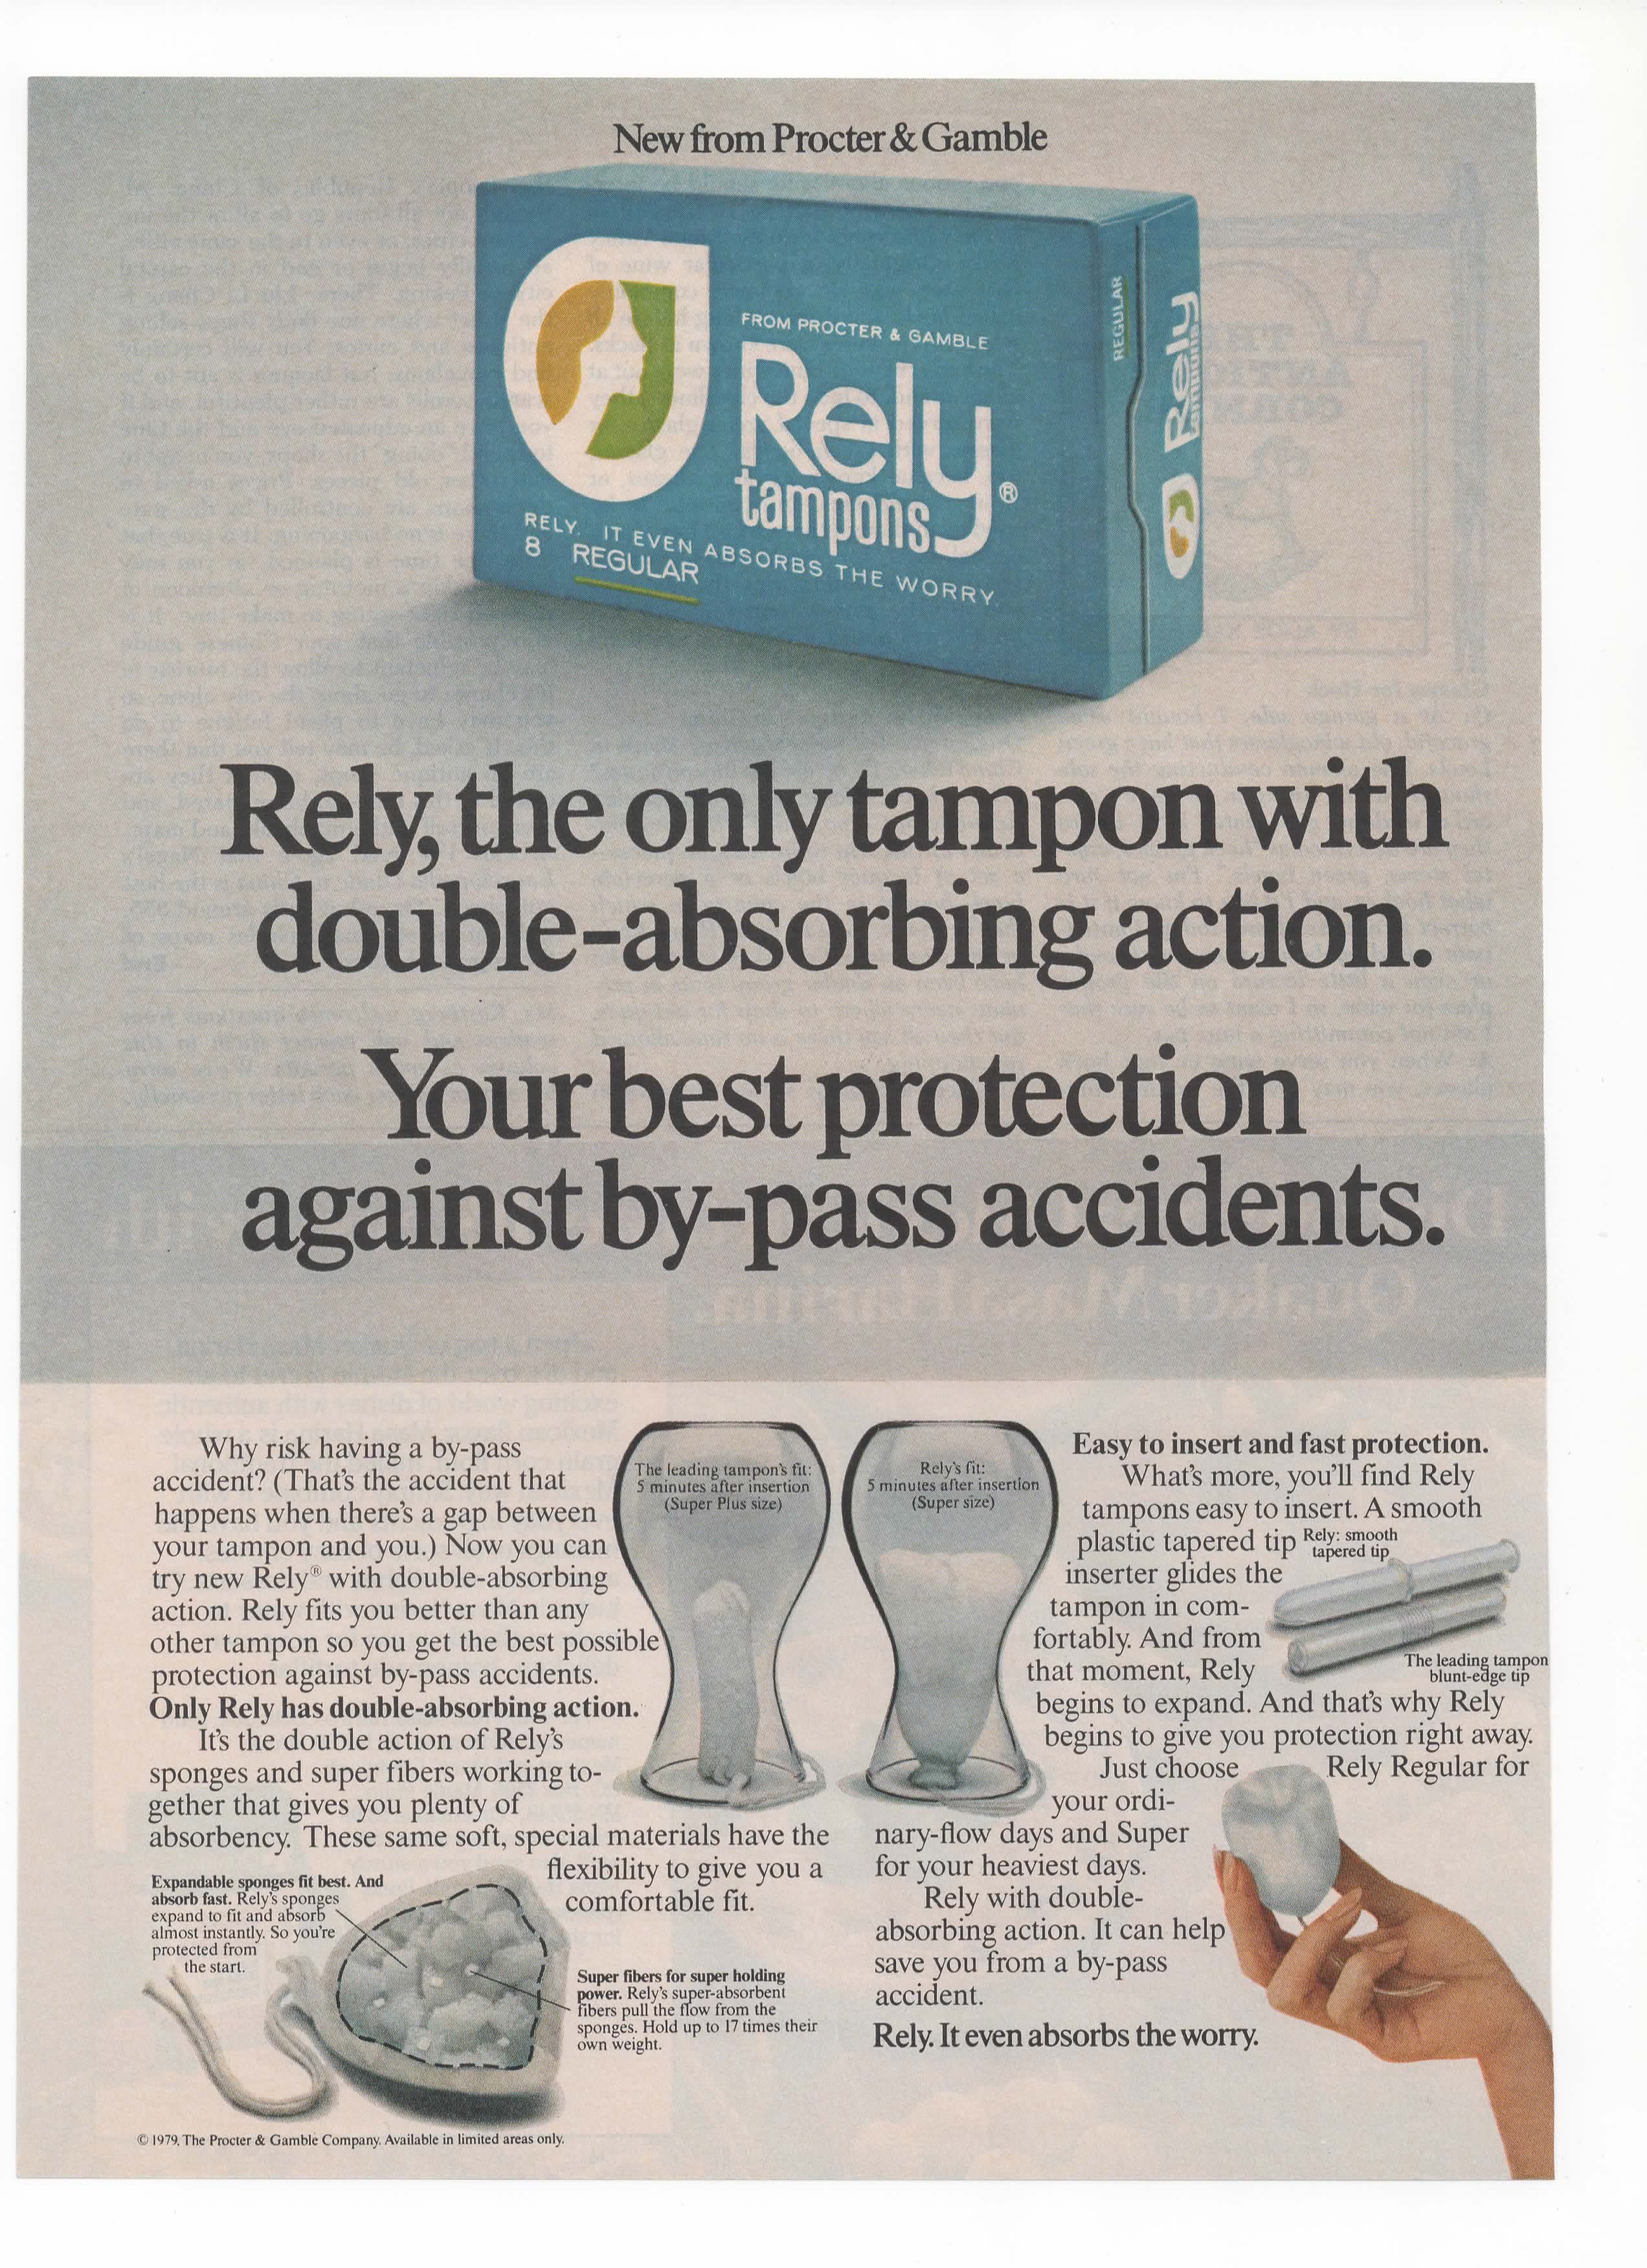 New from Procter & Gamble
FROM PROCTER & GAMBLE
Rely®
tampons
RELY. IT EVEN ABSORBS THE WORRY.
8 REGULAR
REGULAR
Rely
tampons
Rely, the only tampon with
double-absorbing action.
Your best protection
against by-pass accidents.
Why risk having a by-pass
accident? (That's the accident that
happens when there's a gap between
your tampon and you.) Now you can
try new Rely® with double-absorbing
action. Rely fits you better than any
other tampon so you get the best possible
protection against by-pass accidents.
Only Rely has double-absorbing action.
It's the double action of Rely's
sponges and super fibers working to-
gether that gives you plenty of
absorbency. These same soft, special materials have the
flexibility to give you a
comfortable fit.
Expandable sponges fit best. And
absorb fast. Rely's sponges
expand to fit and absorb
almost instantly. So you're
protected from
the start.
Super fibers for super holding
power. Rely's super-absorbent
fibers pull the flow from the
sponges. Hold up to 17 times their
own weight.
The leading tampon's fit:
5 minutes after insertion
(Super Plus size)
Rely's fit:
5 minutes after insertion
(Super size)
Easy to insert and fast protection.
What's more, you'll find Rely
tampons easy to insert. A smooth
plastic tapered tip
inserter glides the
tampon in com-
fortably. And from
that moment, Rely
begins to expand. And that's why Rely
begins to give you protection right away.
Rely: smooth
tapered tip
The leading tampon
blunt-edge tip
Just choose Rely Regular for
your ordi-
nary-flow days and Super
for your heaviest days.
Rely with double-
absorbing action. It can help
save you from a by-pass
accident.
Rely. It even absorbs the worry.
© 1979, The Procter & Gamble Company. Available in limited areas only.